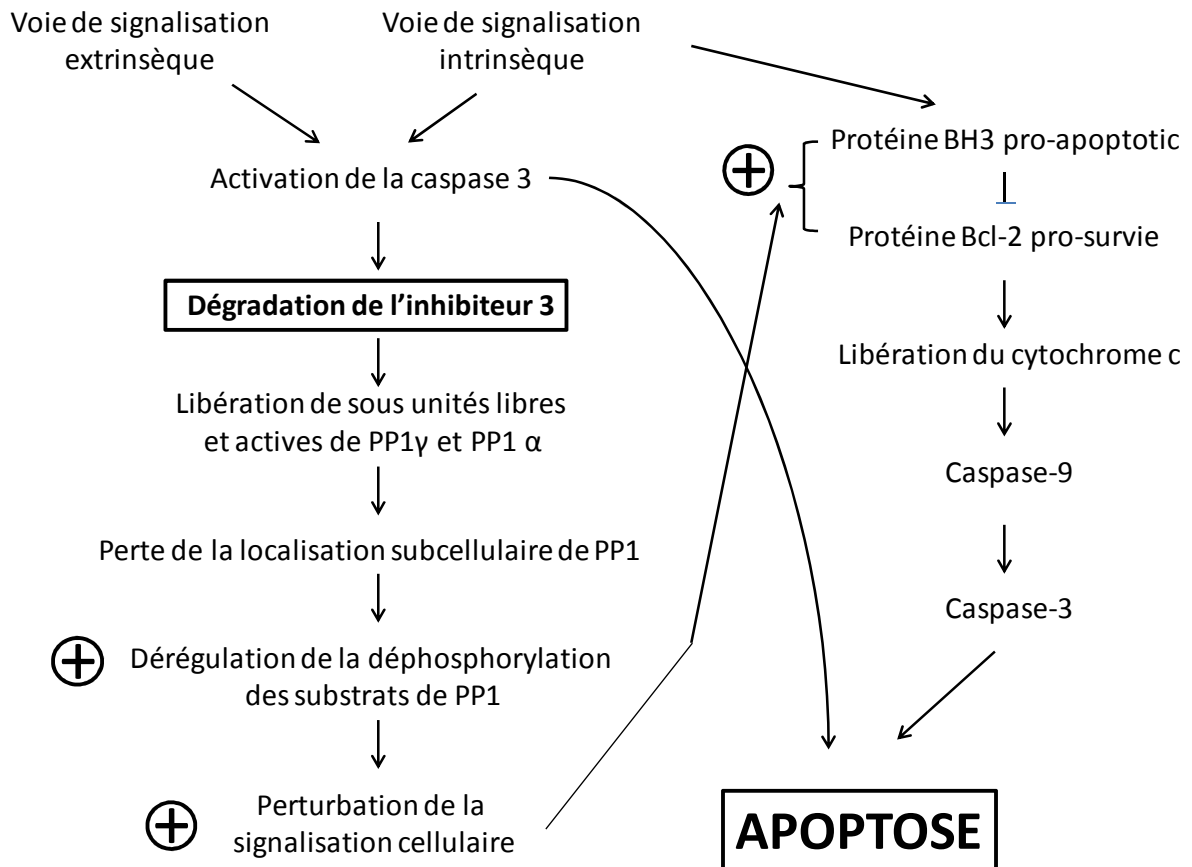 Voie de signalisation
extrinsèque
Voie de signalisation
intrinsèque
Activation de la caspase 3
Dégradation de l'inhibiteur 3
Libération de sous unités libres
et actives de PP1γ et PP1 α
Perte de la localisation subcellulaire de PP1
Dérégulation de la déphosphorylation
des substrats de PP1
Perturbation de la
signalisation cellulaire
Protéine BH3 pro-apoptotic
Protéine Bcl-2 pro-survie
Libération du cytochrome c
Caspase-9
Caspase-3
APOPTOSE